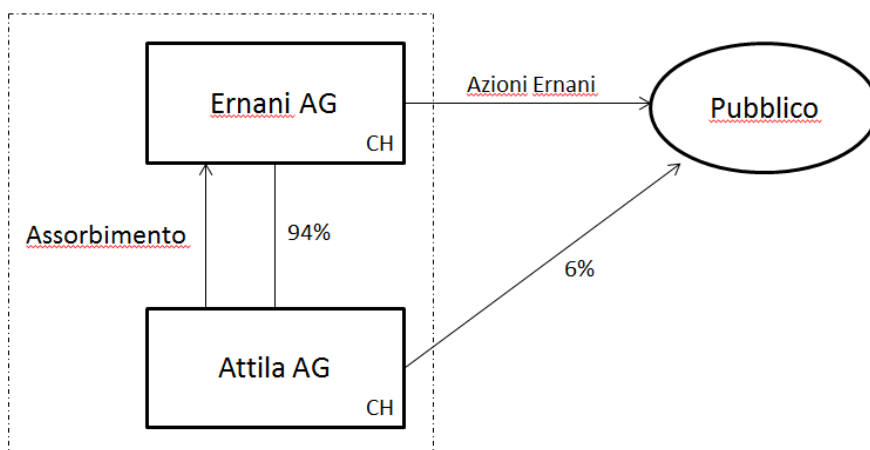 Azioni Ernani
Ernani AG
Pubblico
CH
Assorbimento
94%
6%
Attila AG
CH